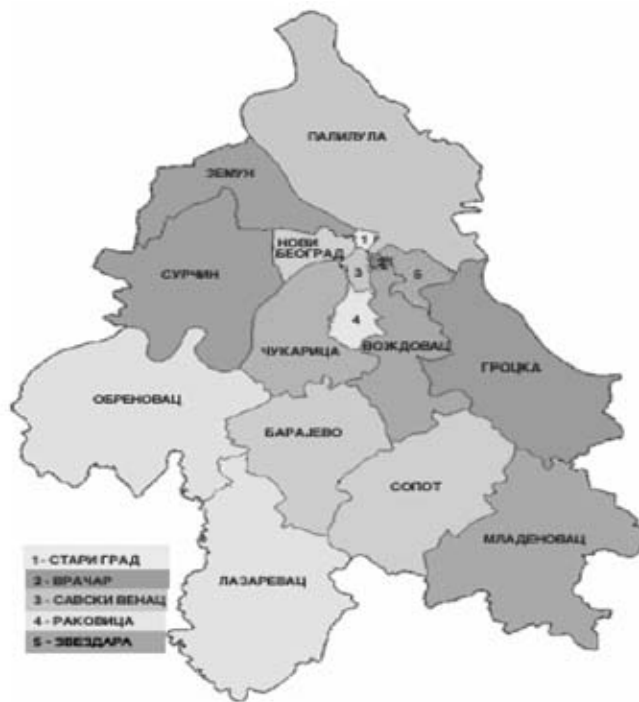 ПАЛИЛУЛА
ЗЕМУН
НОВИ
БЕОГРАД
1
СУРЧИН
3
5
4
ЧУКАРИЦА
ВОЖДОВАЦ
ГРОЦКА
ОБРЕНОВАЦ
БАРАЈЕВО
СОПОТ
МЛАДЕНОВАЦ
ЛАЗАРЕВАЦ
1 - СТАРИ ГРАД
2 - ВРАЧАР
3 - САВСКИ ВЕНАЦ
4 - РАКОВИЦА
5 - ЗВЕЗДАРА